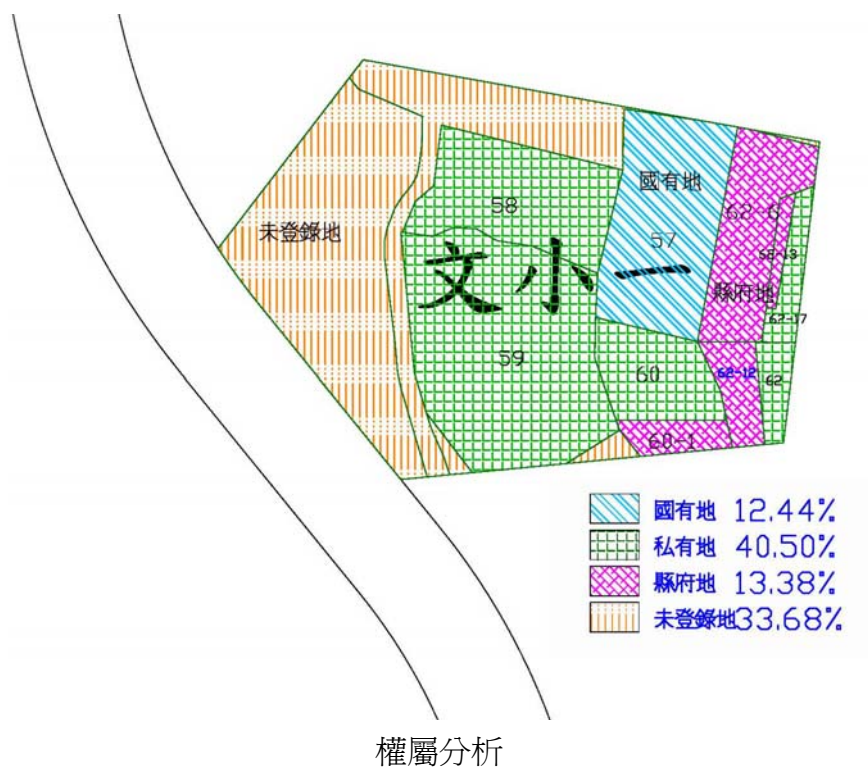 國有地
58
57
62-6
未登錄地
62-13
文小一
縣府地
62-17
59
60
62-12
62
60-1
國有地 12.44%
私有地 40.50%
縣府地 13.38%
未登錄地33.68%
權屬分析